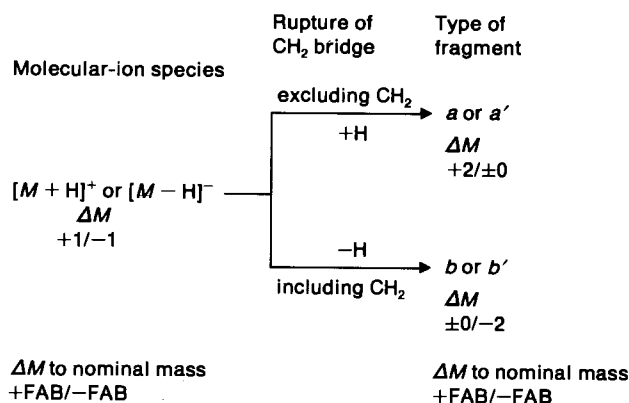 Rupture of
CH₂ bridge
Type of
fragment
Molecular-ion species
excluding CH₂
+H
a or a′
ΔM
+2/±0
[M + H]⁺ or [M − H]⁻
ΔM
+1/−1
−H
including CH₂
b or b′
ΔM
±0/−2
ΔM to nominal mass
+FAB/−FAB
ΔM to nominal mass
+FAB/−FAB